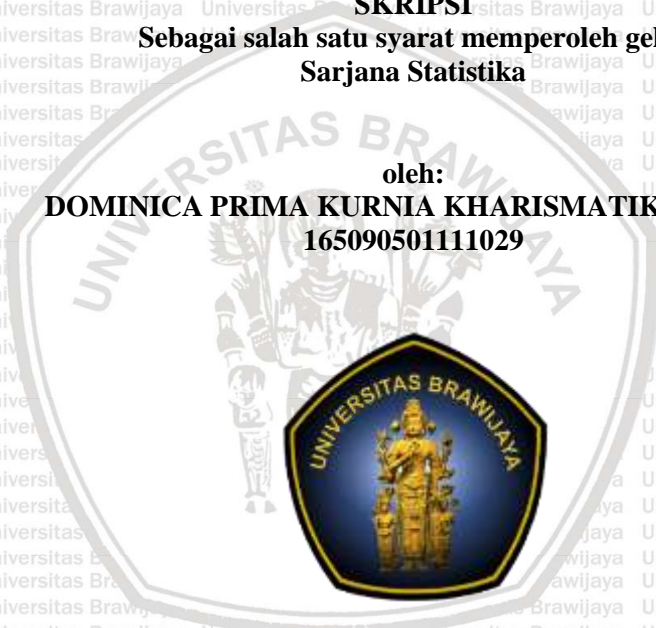 SKRIPSI
Sebagai salah satu syarat memperoleh gel
Sarjana Statistika
oleh:
DOMINICA PRIMA KURNIA KHARISMATIK
165090501111029
UNIVERSITAS BRAWIJAYA